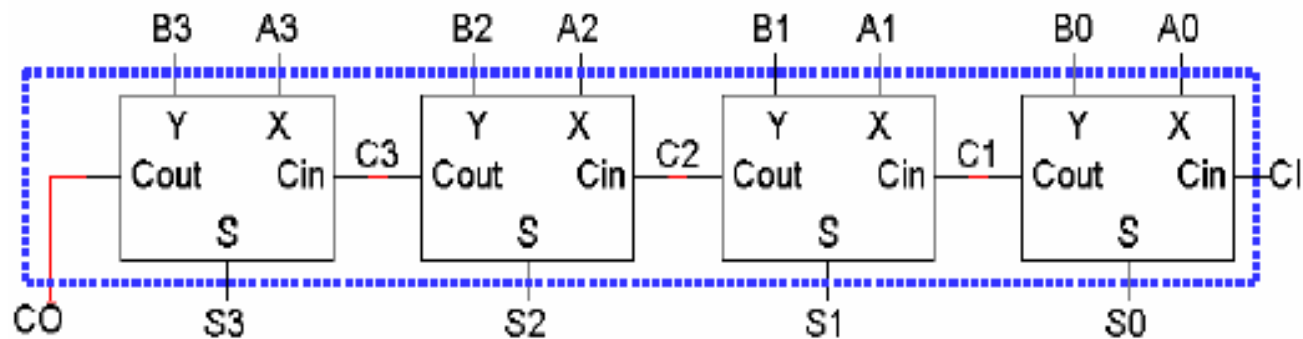 B3 A3 B2 A2 B1 A1 B0 A0
Y X Y X Y X Y X
Cout Cin C3 Cout Cin C2 Cout Cin C1 Cout Cin CI
S S S S
CO S3 S2 S1 S0